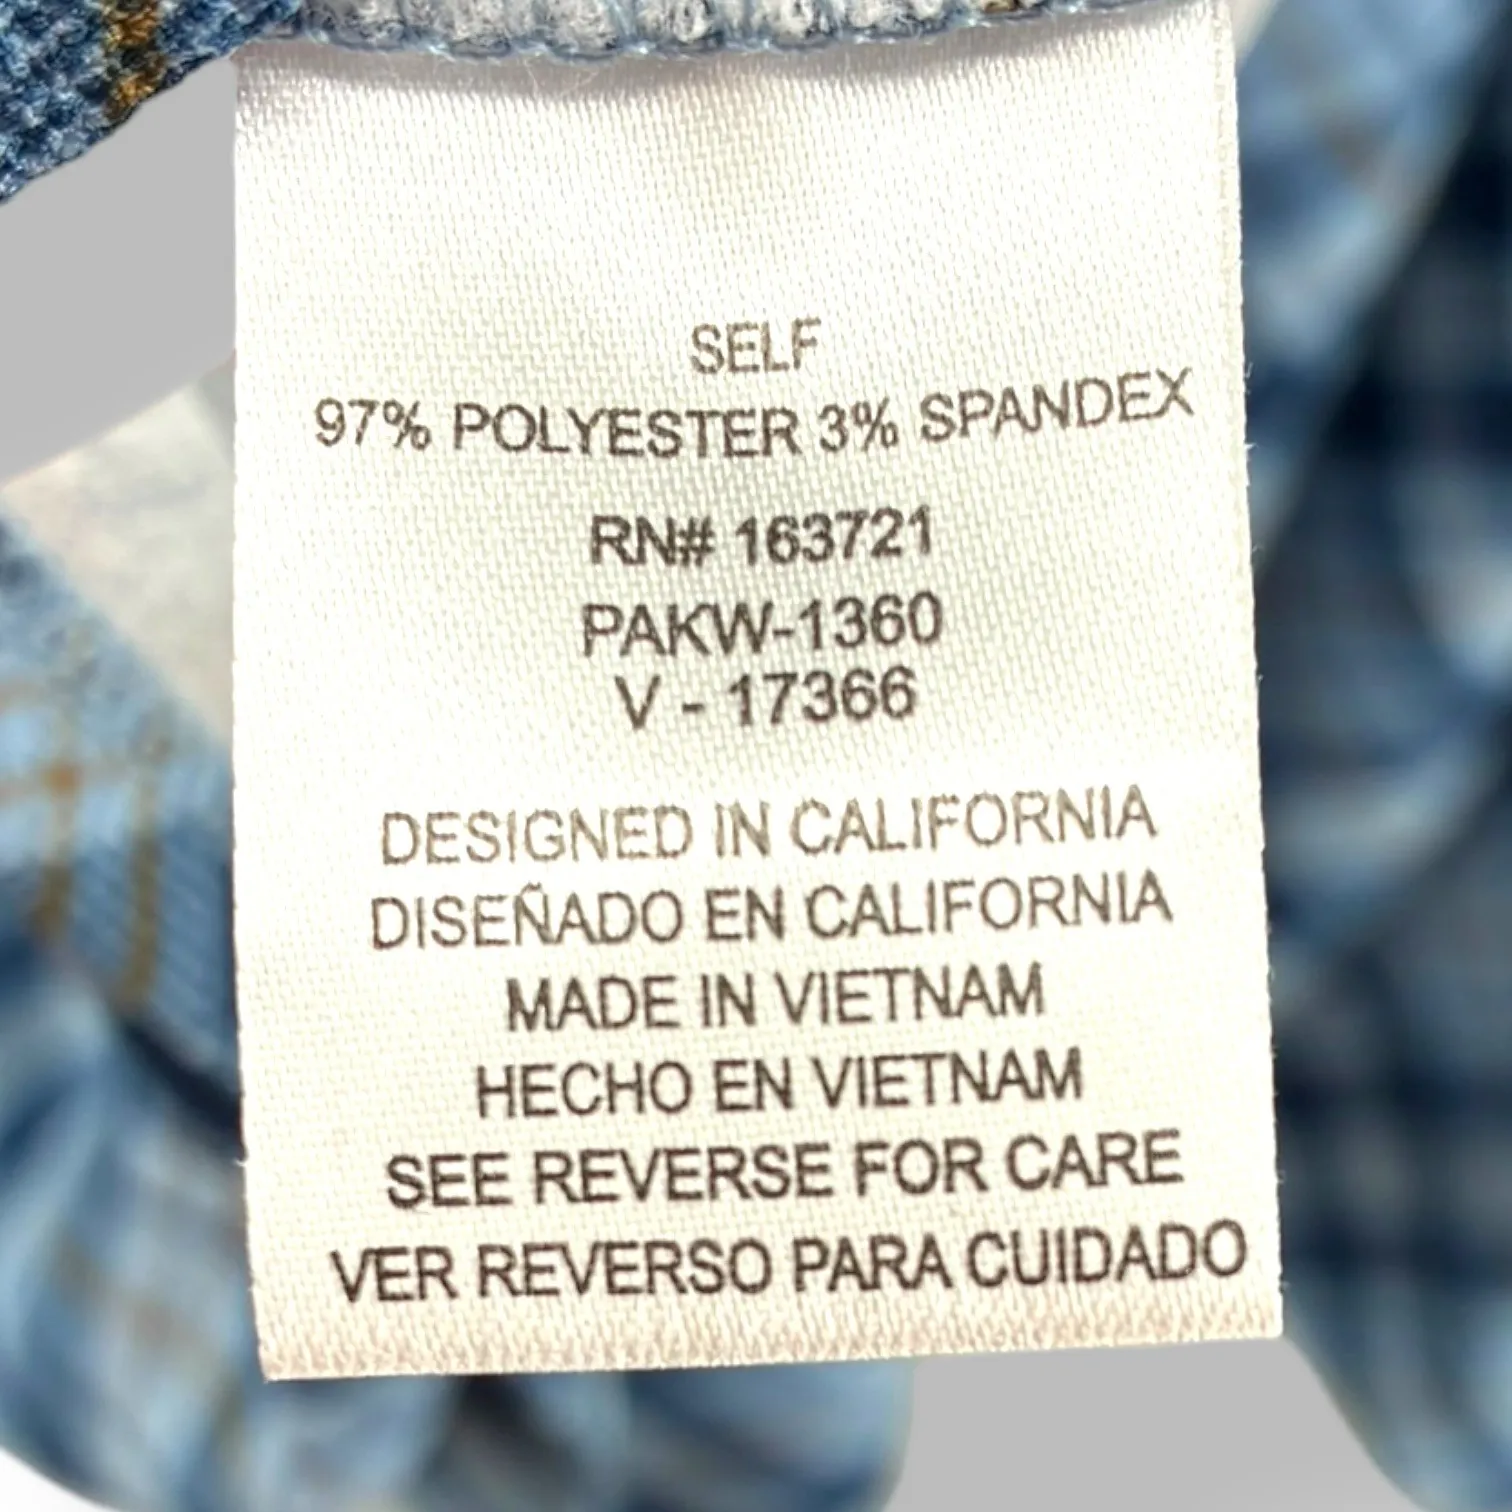 SELF
97% POLYESTER 3% SPANDEX
RN# 163721
PAKW-1360
V - 17366
DESIGNED IN CALIFORNIA
DISEÑADO EN CALIFORNIA
MADE IN VIETNAM
HECHO EN VIETNAM
SEE REVERSE FOR CARE
VER REVERSO PARA CUIDADO